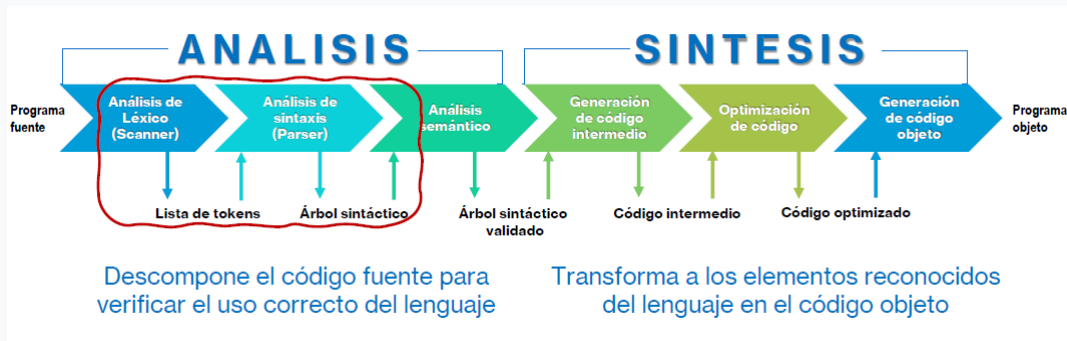 ANALISIS
SINTESIS
Programa
fuente
Análisis de
Léxico
(Scanner)
Análisis de
sintaxis
(Parser)
Análisis
semántico
Generación
de código
intermedio
Optimización
de código
Generación
de código
objeto
Programa
objeto
Lista de tokens
Árbol sintáctico
Árbol sintáctico
validado
Código intermedio
Código optimizado
Descompone el código fuente para
verificar el uso correcto del lenguaje
Transforma a los elementos reconocidos
del lenguaje en el código objeto